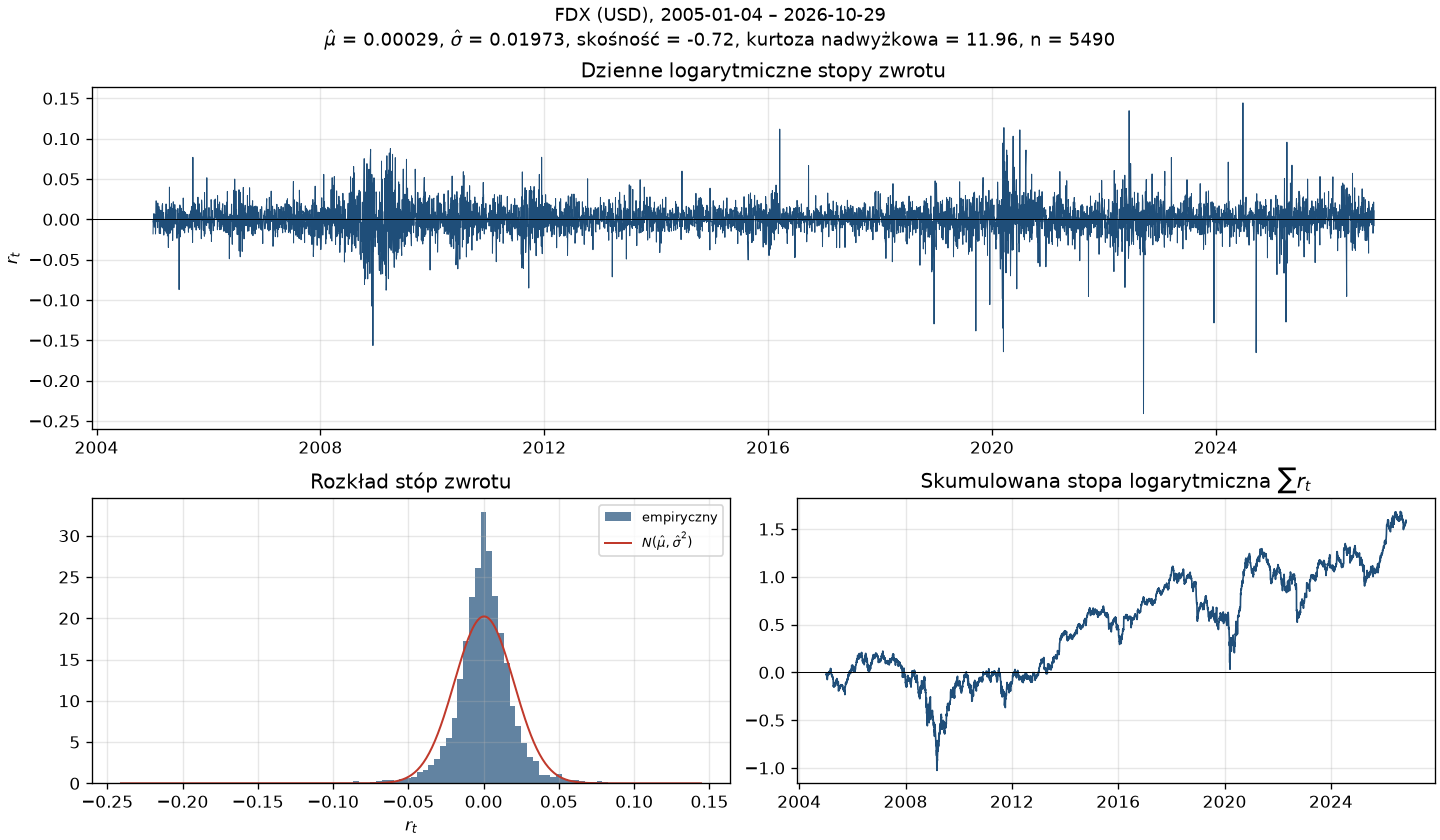 FDX (USD), 2005-01-04 – 2026-10-29
μ̂ = 0.00029, σ̂ = 0.01973, skośność = -0.72, kurtoza nadwyżkowa = 11.96, n = 5490
Dzienne logarytmiczne stopy zwrotu
0.15
0.10
0.05
0.00
−0.05
−0.10
−0.15
−0.20
−0.25
r_t
2004 2008 2012 2016 2020 2024
Rozkład stóp zwrotu
empiryczny
N(μ̂, σ̂²)
30
25
20
15
10
5
0
−0.25 −0.20 −0.15 −0.10 −0.05 0.00 0.05 0.10 0.15
r_t
Skumulowana stopa logarytmiczna ∑r_t
1.5
1.0
0.5
0.0
−0.5
−1.0
2004 2008 2012 2016 2020 2024